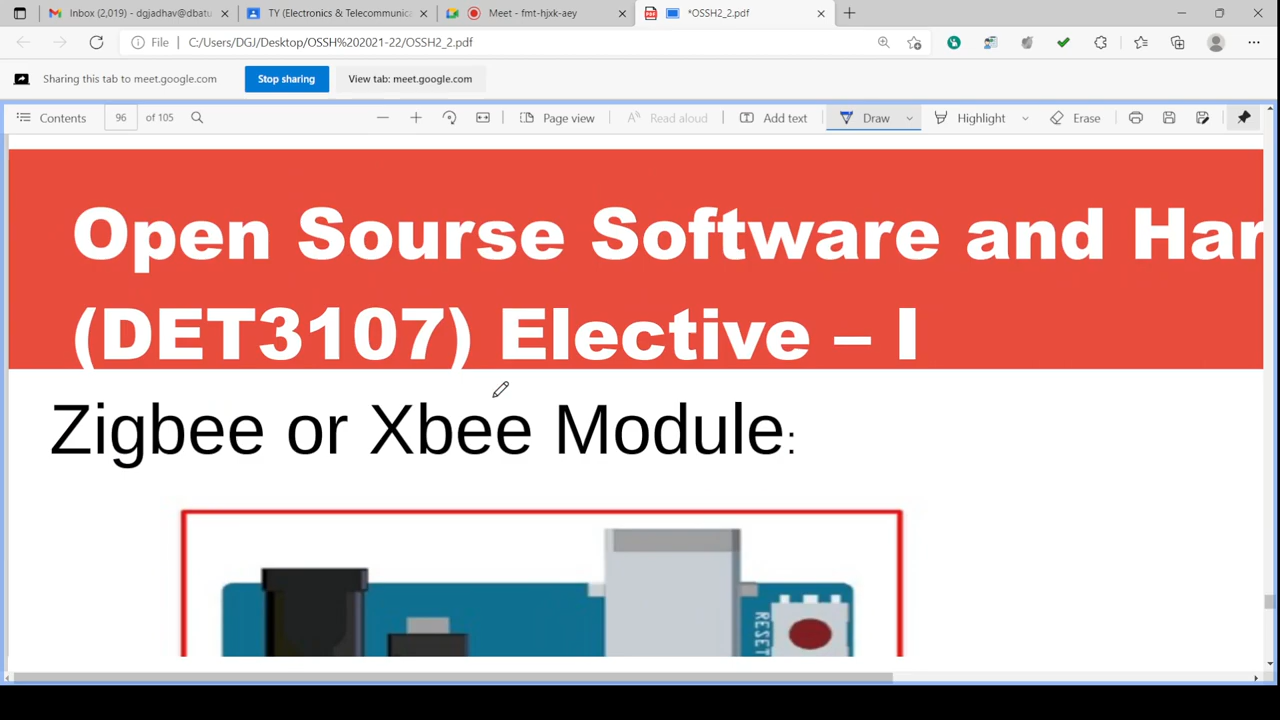 Inbox (2,019) - dgjadhav@dbatu
TY (Electronics & Telecommunica
Meet - fmt-hjxk-aey
PDF
*OSSH2_2.pdf
File
C:/Users/DGJ/Desktop/OSSH%202021-22/OSSH2_2.pdf
Sharing this tab to meet.google.com
Stop sharing
View tab: meet.google.com
Contents
96
of 105
Page view
Read aloud
Add text
Draw
Highlight
Erase
Open Sourse Software and Har
(DET3107) Elective – I
Zigbee or Xbee Module:
RESET